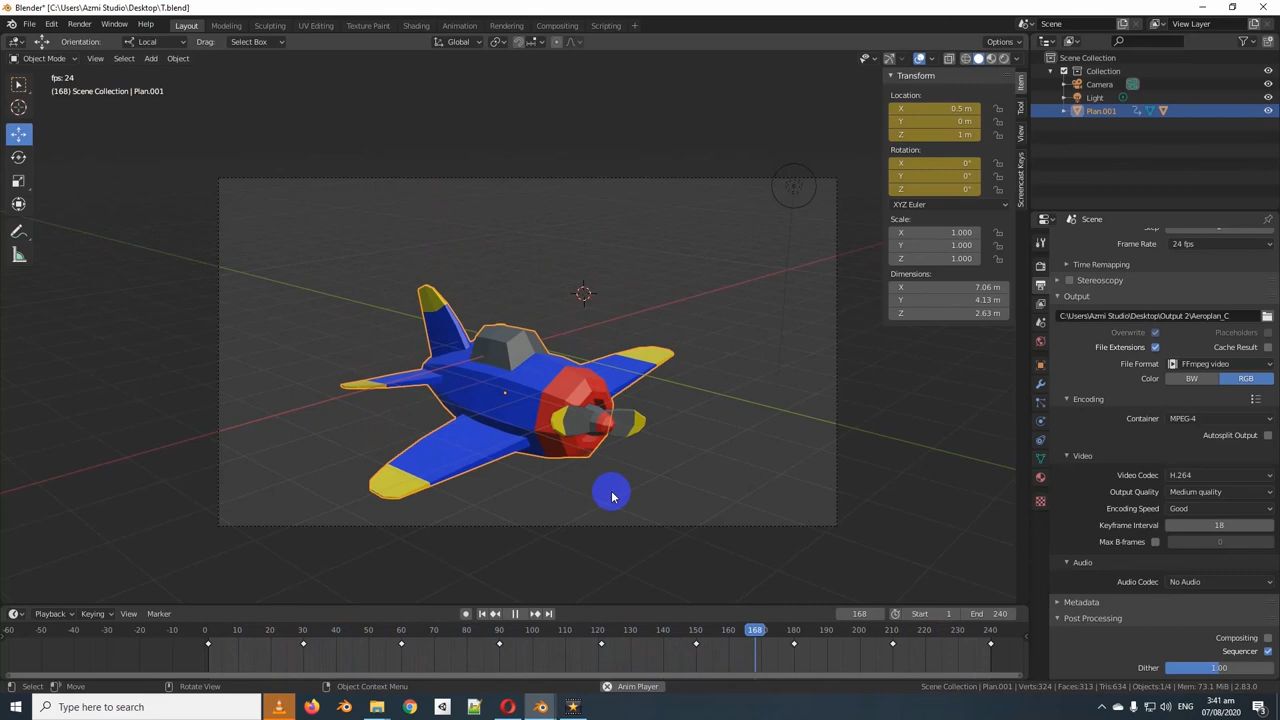 Blender* [C:\Users\Azmi Studio\Desktop\T.blend]
File Edit Render Window Help Layout Modeling Sculpting UV Editing Texture Paint Shading Animation Rendering Compositing Scripting + Scene View Layer
Orientation: Local Drag: Select Box Global Options
Object Mode View Select Add Object
fps: 24
(168) Scene Collection | Plan.001
Transform
Location:
X 0.5 m
Y 0 m
Z 1 m
Rotation:
X 0°
Y 0°
Z 0°
XYZ Euler
Scale:
X 1.000
Y 1.000
Z 1.000
Dimensions:
X 7.06 m
Y 4.13 m
Z 2.63 m
Item
Tool
View
Screencast Keys
Scene Collection
Collection
Camera
Light
Plan.001
Scene
Step
Frame Rate 24 fps
Time Remapping
Stereoscopy
Output
C:\Users\Azmi Studio\Desktop\Output 2\Aeroplan_C
Overwrite Placeholders
File Extensions Cache Result
File Format FFmpeg video
Color BW RGB
Encoding
Container MPEG-4
Autosplit Output
Video
Video Codec H.264
Output Quality Medium quality
Encoding Speed Good
Keyframe Interval 18
Max B-frames 0
Audio
Audio Codec No Audio
Metadata
Post Processing
Compositing
Sequencer
Dither 1.00
Playback Keying View Marker 168 Start 1 End 240
-60 -50 -40 -30 -20 -10 0 10 20 30 40 50 60 70 80 90 100 110 120 130 140 150 160 168 180 190 200 210 220 230 240
Select Move Rotate View Object Context Menu Anim Player Scene Collection | Plan.001 | Verts:324 | Faces:313 | Tris:634 | Objects:1/4 | Mem: 73.1 MiB | 2.83.0
Type here to search
3:41 am
07/08/2020